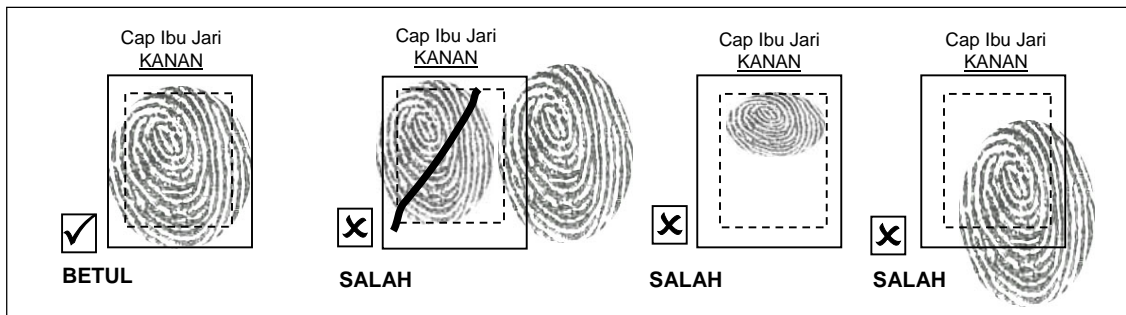 Cap Ibu Jari
KANAN
BETUL
Cap Ibu Jari
KANAN
SALAH
Cap Ibu Jari
KANAN
SALAH
Cap Ibu Jari
KANAN
SALAH